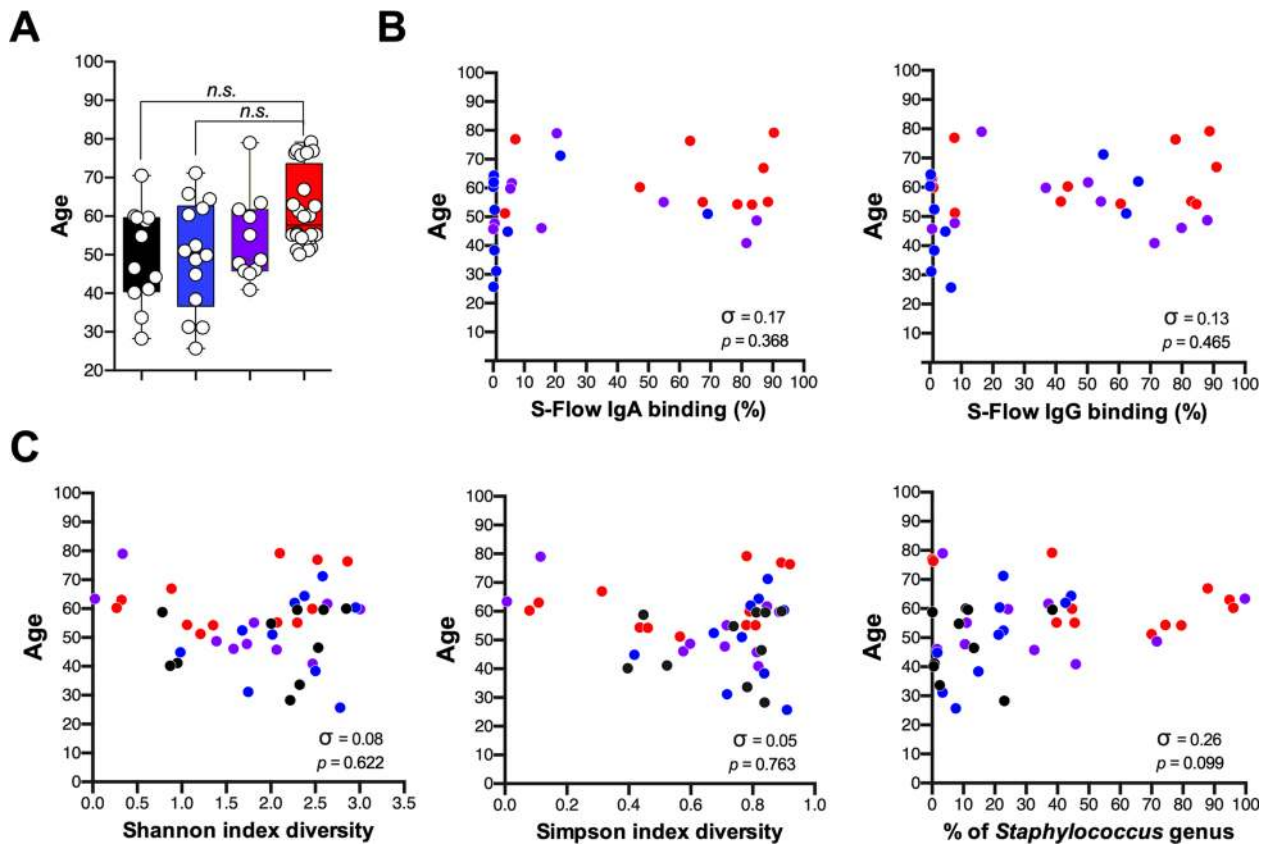 A
Age
100
90
80
70
60
50
40
30
20
n.s.
n.s.
B
Age
100
90
80
70
60
50
40
30
20
10
0 10 20 30 40 50 60 70 80 90 100
S-Flow IgA binding (%)
σ = 0.17
p = 0.368
Age
100
90
80
70
60
50
40
30
20
10
0 10 20 30 40 50 60 70 80 90 100
S-Flow IgG binding (%)
σ = 0.13
p = 0.465
C
Age
100
90
80
70
60
50
40
30
20
10
0
0.0 0.5 1.0 1.5 2.0 2.5 3.0 3.5
Shannon index diversity
σ = 0.08
p = 0.622
Age
100
90
80
70
60
50
40
30
20
10
0
0.0 0.2 0.4 0.6 0.8 1.0
Simpson index diversity
σ = 0.05
p = 0.763
Age
100
90
80
70
60
50
40
30
20
10
0
0 10 20 30 40 50 60 70 80 90 100
% of Staphylococcus genus
σ = 0.26
p = 0.099